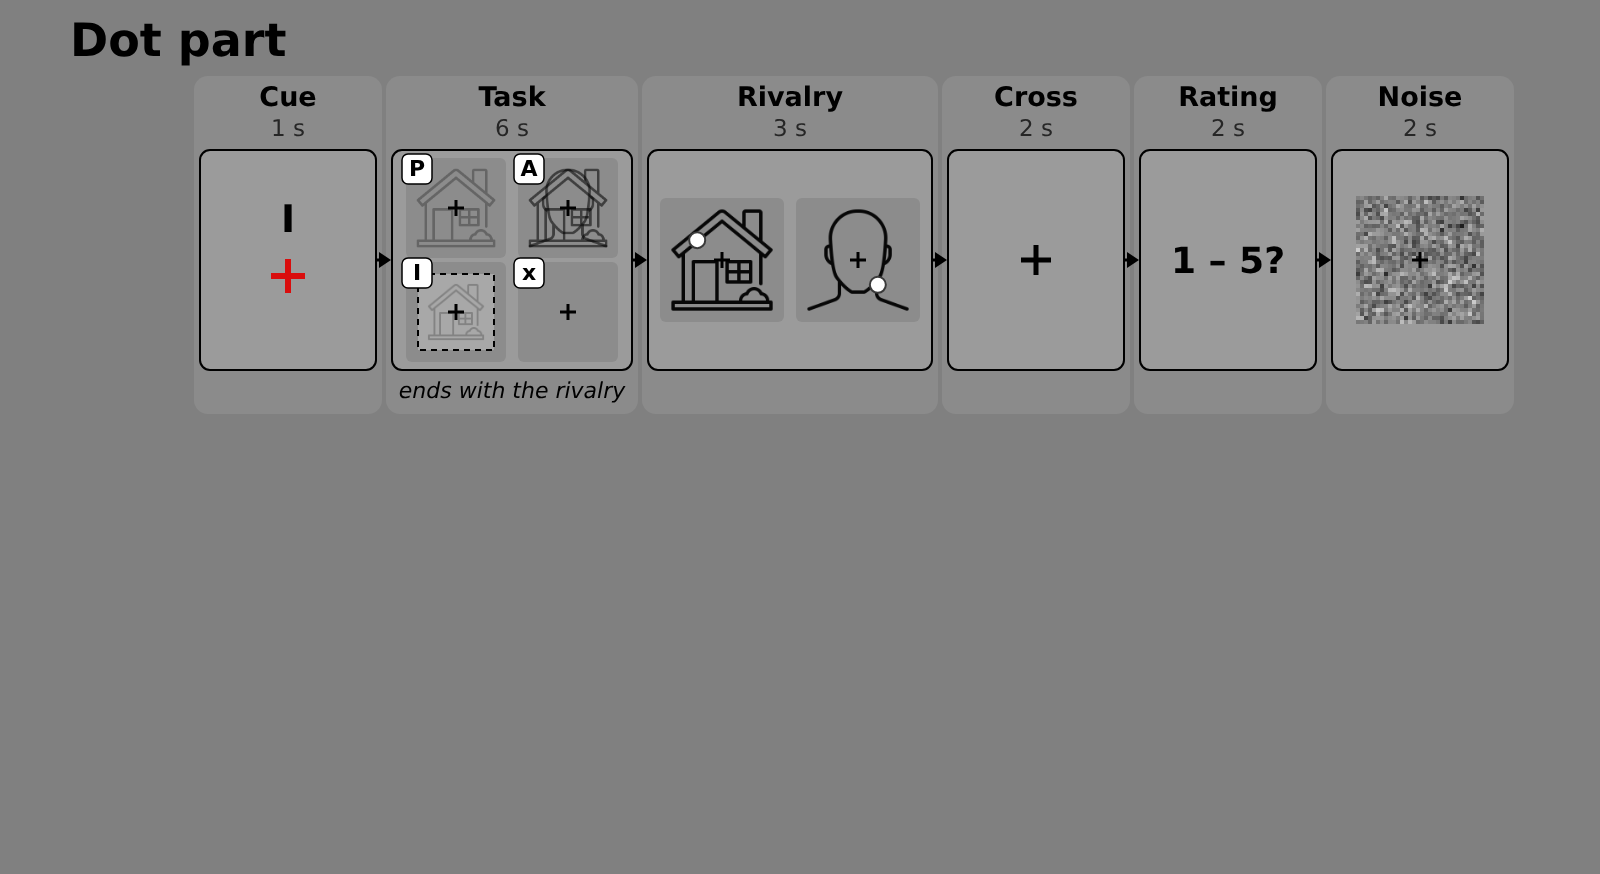 Dot part
Cue
1 s
Task
6 s
Rivalry
3 s
Cross
2 s
Rating
2 s
Noise
2 s
I
P
A
I
x
1 – 5?
ends with the rivalry